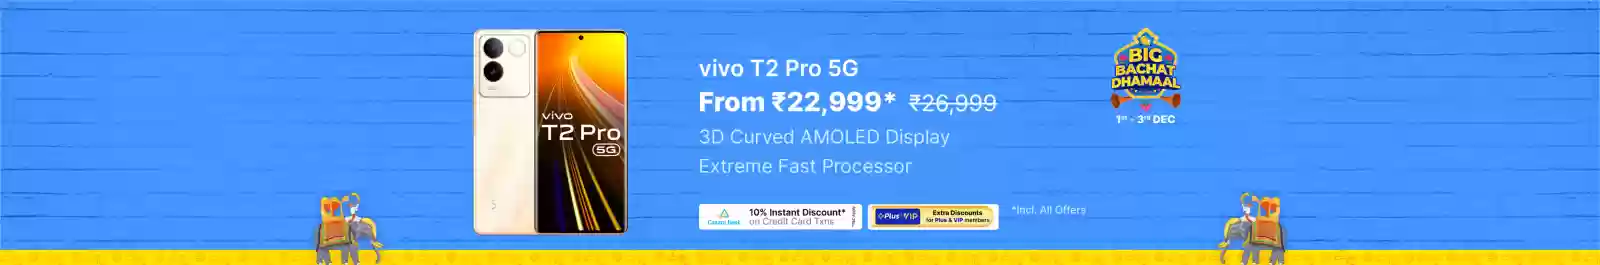 vivo T2 Pro 5G
From ₹22,999* ₹26,999
3D Curved AMOLED Display
Extreme Fast Processor
10% Instant Discount*
on Credit Card Txns
Plus VIP
Extra Discounts
for Plus & VIP members
*Incl. All Offers
vivo
T2 Pro
5G
BIG
BACHAT
DHAMAAL
1st - 3rd DEC